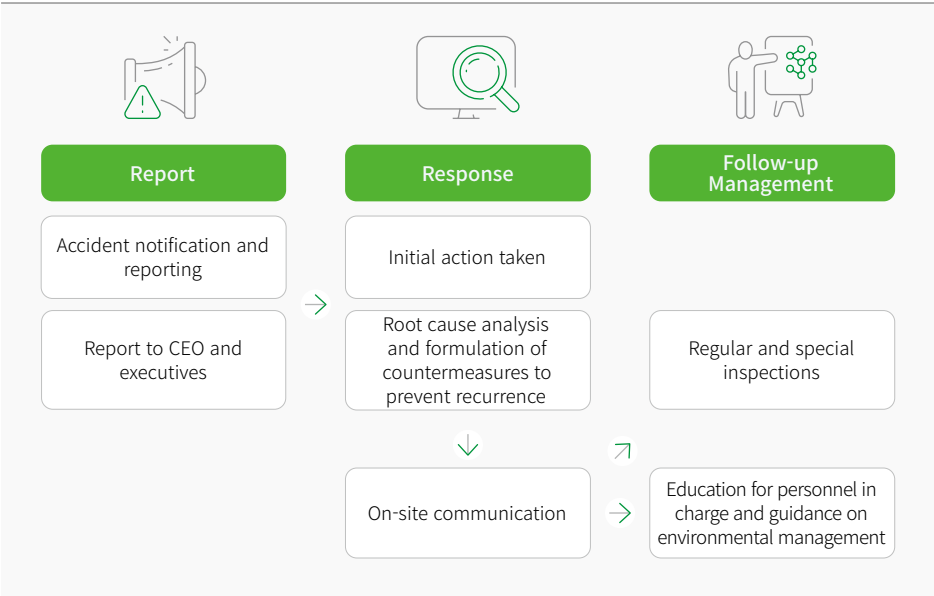 Report
Accident notification and
reporting
Report to CEO and
executives
Response
Initial action taken
Root cause analysis
and formulation of
countermeasures to
prevent recurrence
On-site communication
Follow-up
Management
Regular and special
inspections
Education for personnel in
charge and guidance on
environmental management